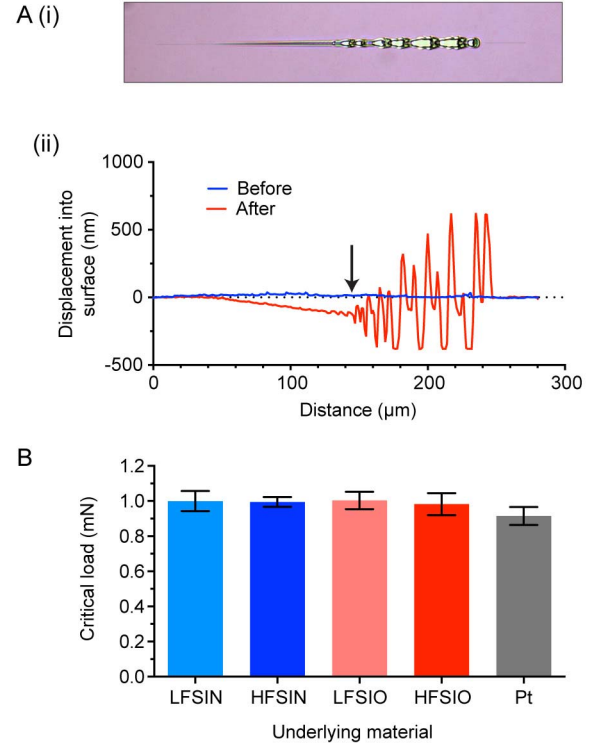 A (i)
(ii)
1000
500
0
-500
Displacement into
surface (nm)
Before
After
0
100
200
300
Distance (µm)
B
1.2
1.0
0.8
0.6
0.4
0.2
0.0
Critical load (mN)
LFSIN
HFSIN
LFSIO
HFSIO
Pt
Underlying material